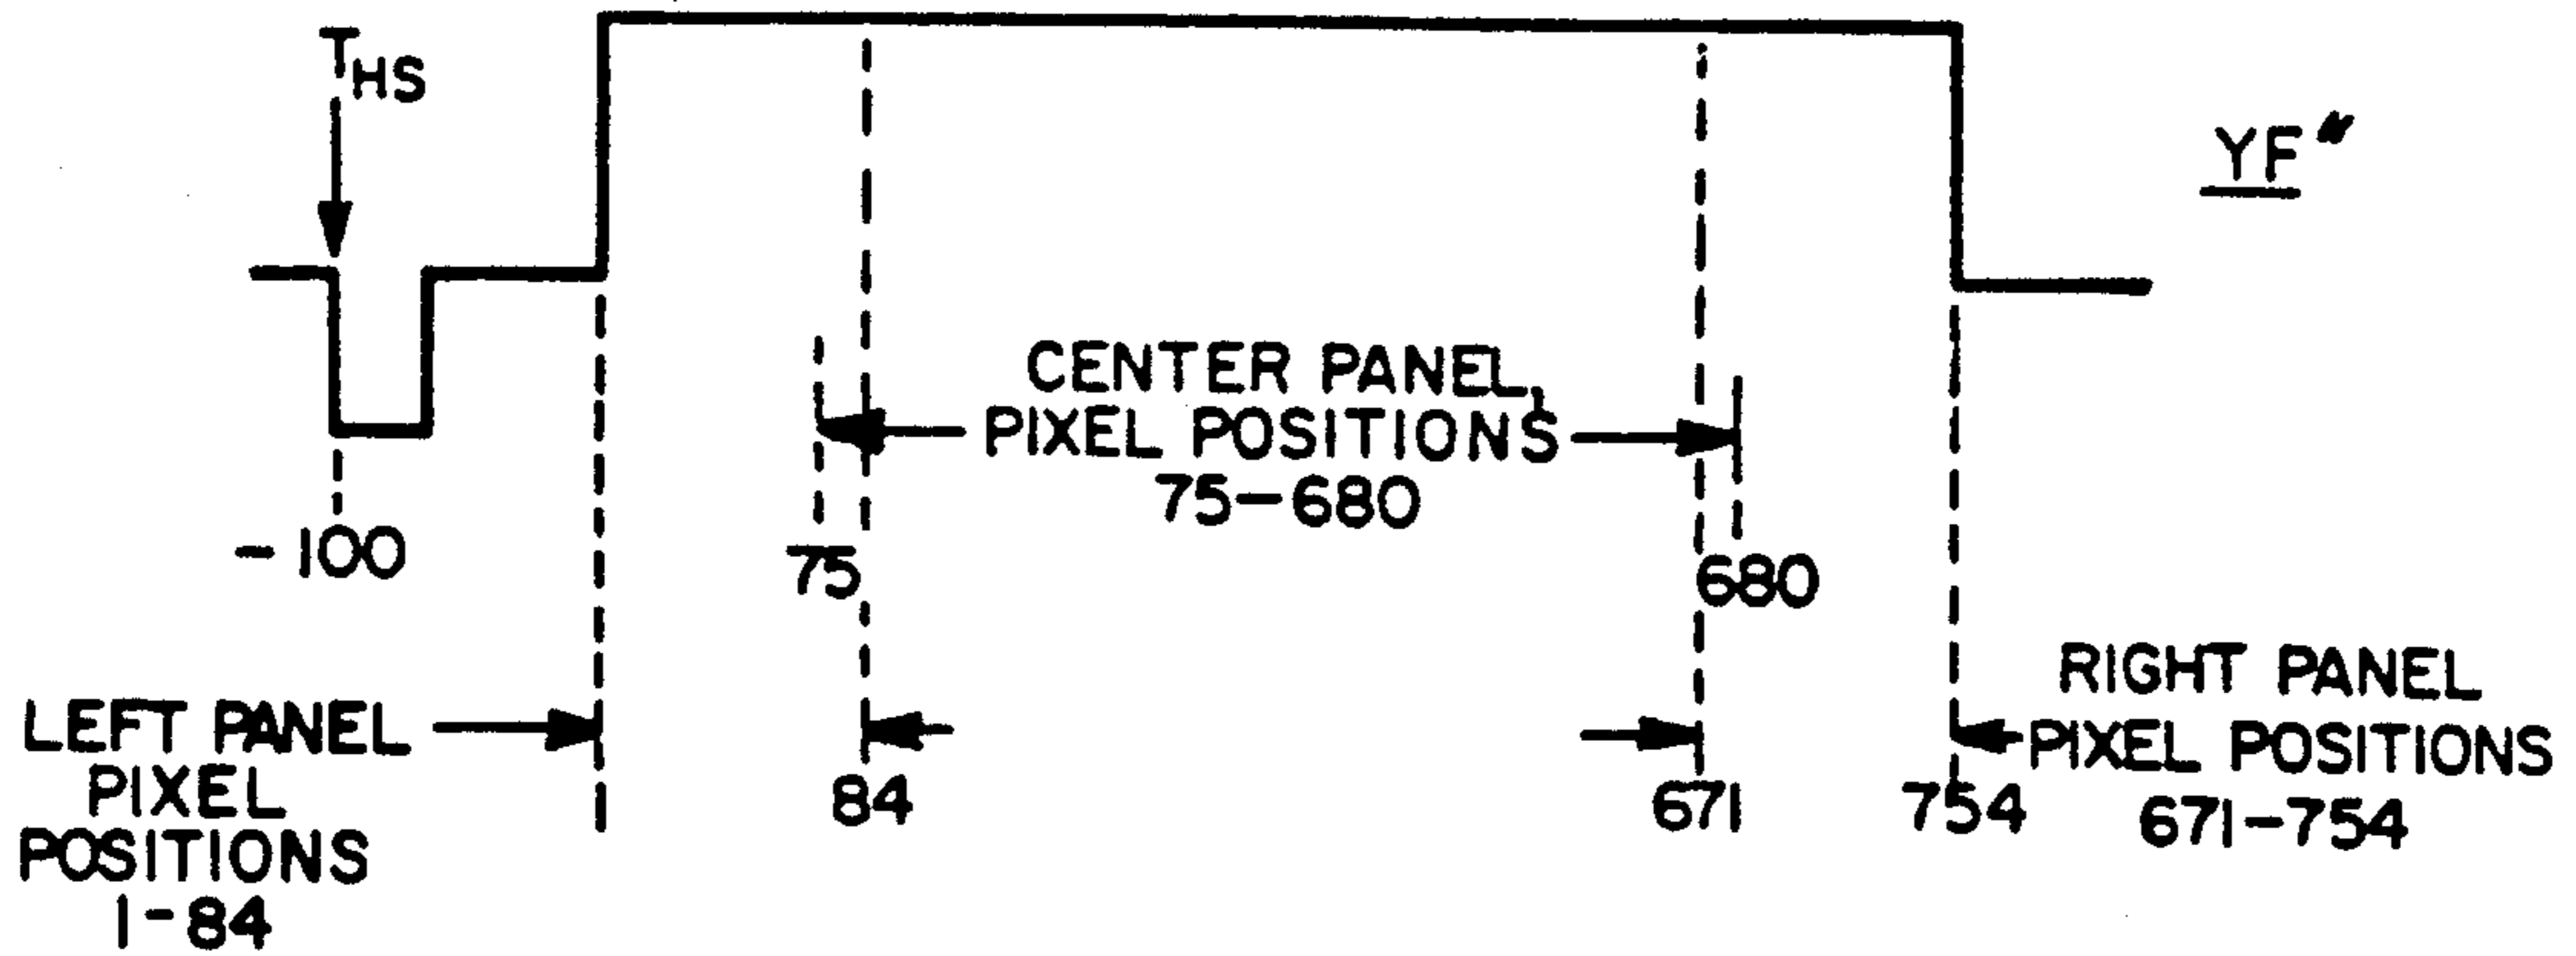 THS
YF"
CENTER PANEL,
PIXEL POSITIONS
75-680
-100
75
680
LEFT PANEL
PIXEL
POSITIONS
1-84
84
671
754
RIGHT PANEL
PIXEL POSITIONS
671-754